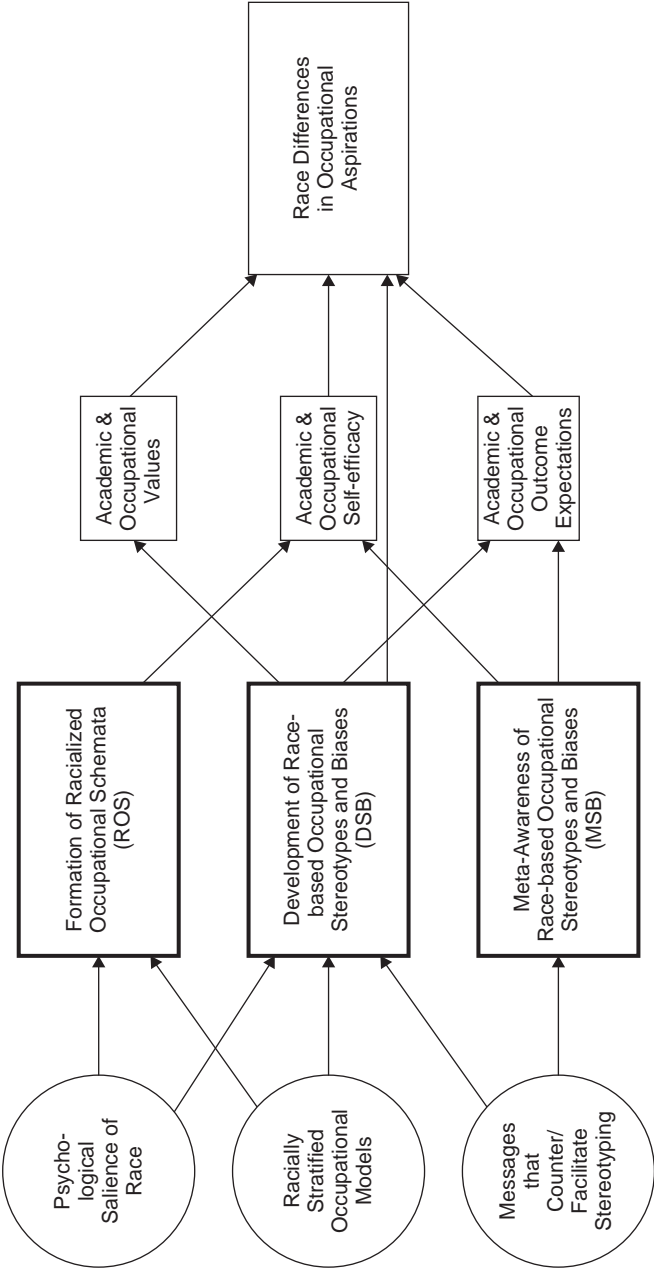 Psycho-
logical
Salience of
Race
Racially
Stratified
Occupational
Models
Messages
that
Counter/
Facilitate
Stereotyping
Formation of Racialized
Occupational Schemata
(ROS)
Development of Race-
based Occupational
Stereotypes and Biases
(DSB)
Meta-Awareness of
Race-based Occupational
Stereotypes and Biases
(MSB)
Academic &
Occupational
Values
Academic &
Occupational
Self-efficacy
Academic &
Occupational
Outcome
Expectations
Race Differences
in Occupational
Aspirations